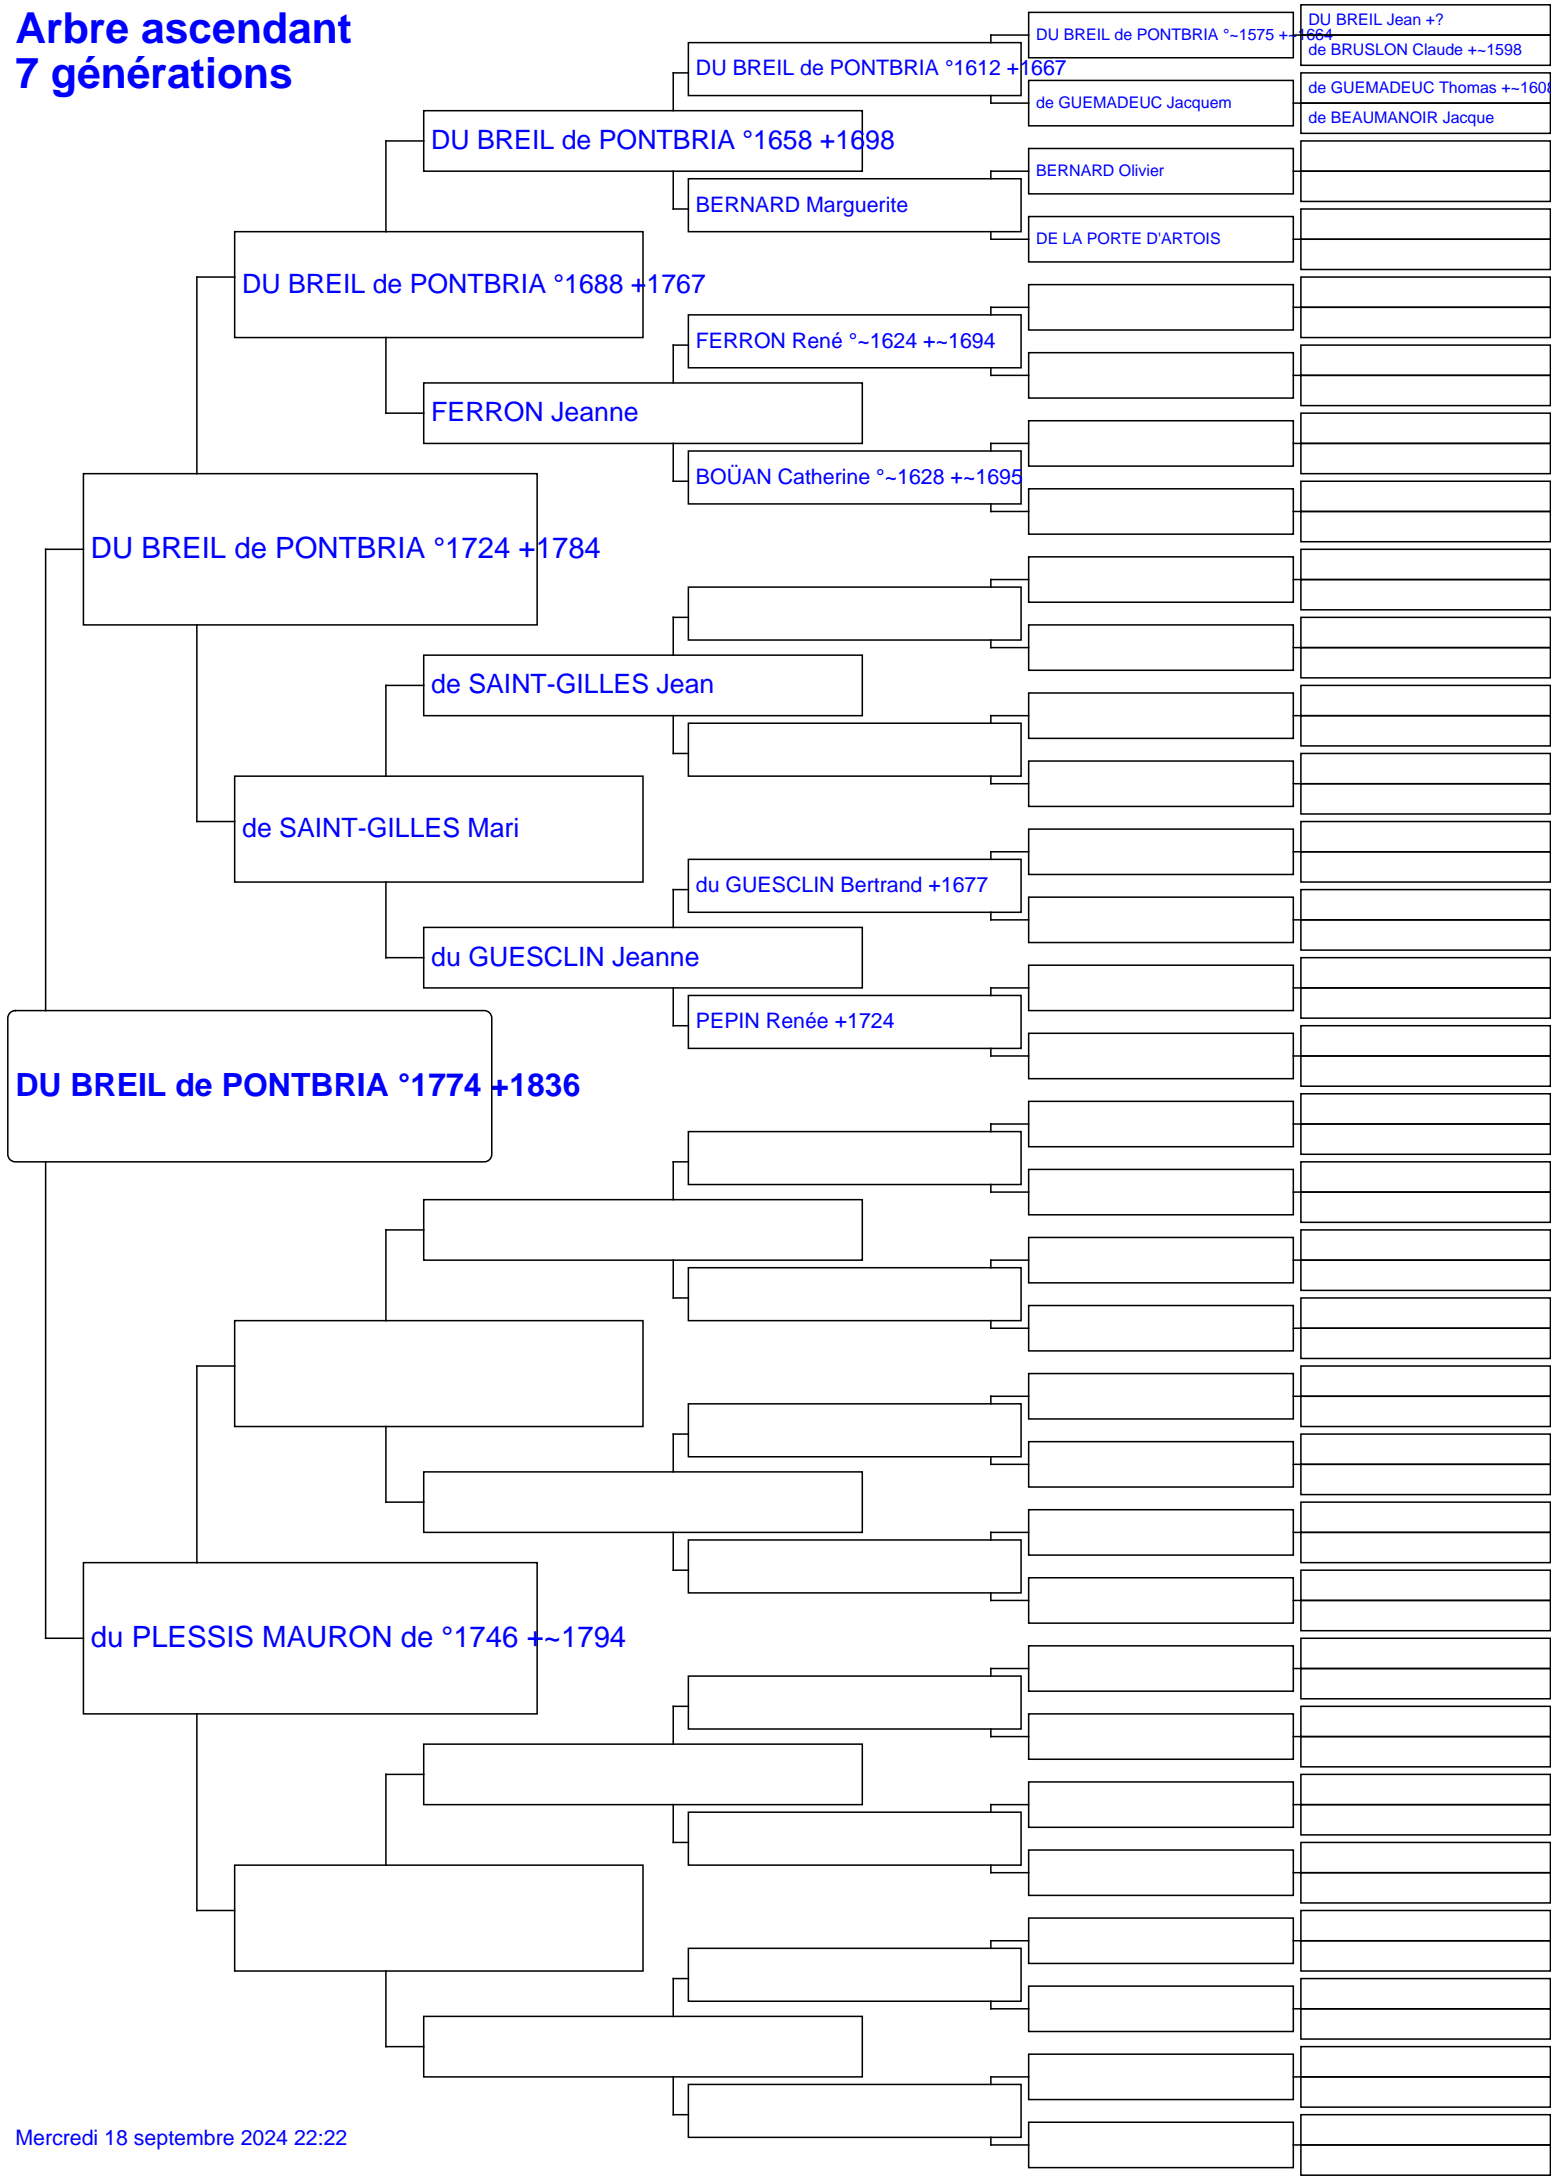 Arbre ascendant
7 générations
DU BREIL Jean +?
DU BREIL de PONTBRIA °~1575 +~1664
de BRUSLON Claude +~1598
DU BREIL de PONTBRIA °1612 +1667
de GUEMADEUC Thomas +~1608
de GUEMADEUC Jacquem
de BEAUMANOIR Jacque
DU BREIL de PONTBRIA °1658 +1698
BERNARD Olivier
BERNARD Marguerite
DE LA PORTE D'ARTOIS
DU BREIL de PONTBRIA °1688 +1767
FERRON René °~1624 +~1694
FERRON Jeanne
BOÜAN Catherine °~1628 +~1695
DU BREIL de PONTBRIA °1724 +1784
de SAINT-GILLES Jean
de SAINT-GILLES Mari
du GUESCLIN Bertrand +1677
du GUESCLIN Jeanne
PEPIN Renée +1724
DU BREIL de PONTBRIA °1774 +1836
du PLESSIS MAURON de °1746 +~1794
Mercredi 18 septembre 2024 22:22